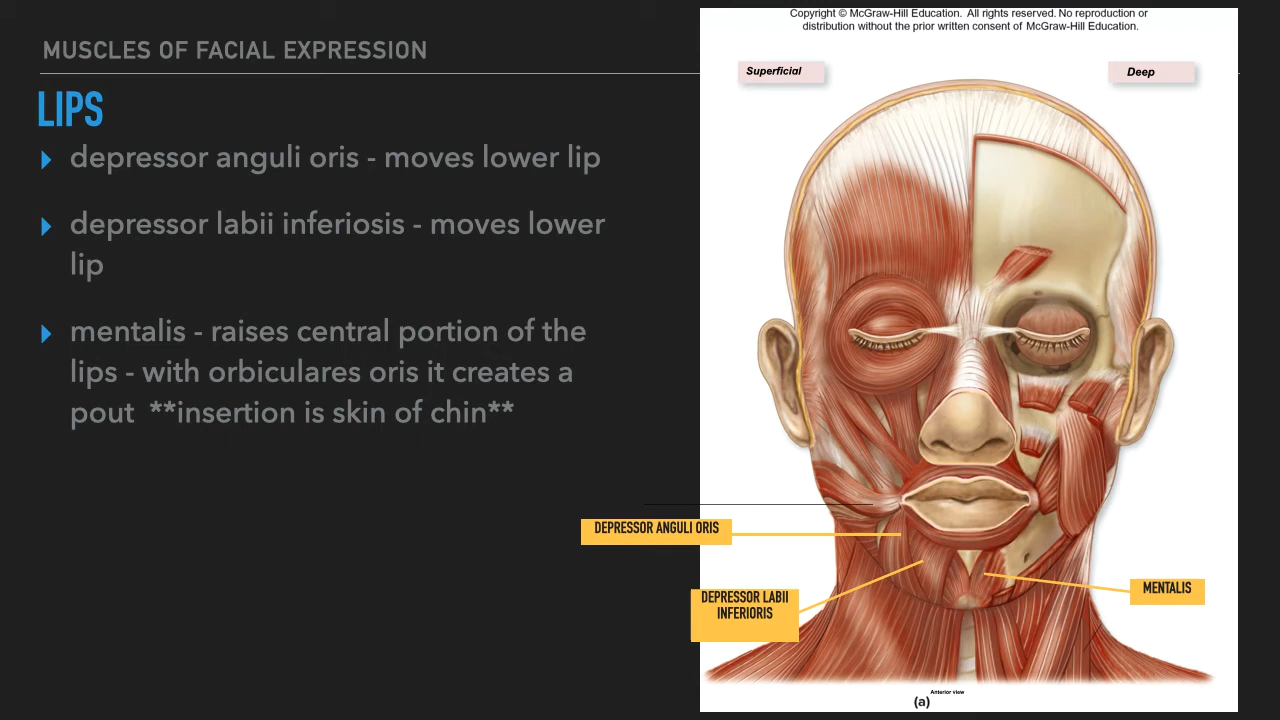 Copyright © McGraw-Hill Education. All rights reserved. No reproduction or
distribution without the prior written consent of McGraw-Hill Education.
MUSCLES OF FACIAL EXPRESSION
LIPS
depressor anguli oris - moves lower lip
depressor labii inferiosis - moves lower
lip
mentalis - raises central portion of the
lips - with orbiculares oris it creates a
pout **insertion is skin of chin**
Superficial
Deep
DEPRESSOR ANGULI ORIS
DEPRESSOR LABII
INFERIORIS
MENTALIS
Anterior view
(a)